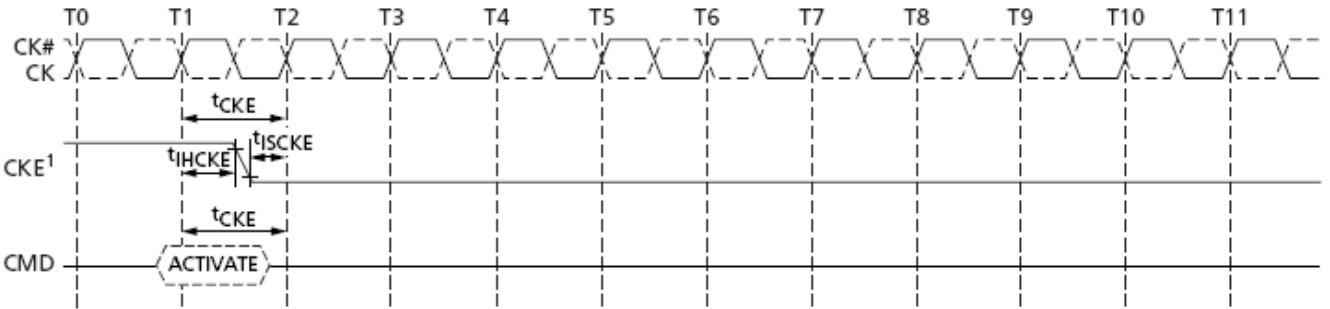 T0 T1 T2 T3 T4 T5 T6 T7 T8 T9 T10 T11
CK#
CK
tCKE
tISCKE
tIHCKE
CKE1
tCKE
CMD ACTIVATE